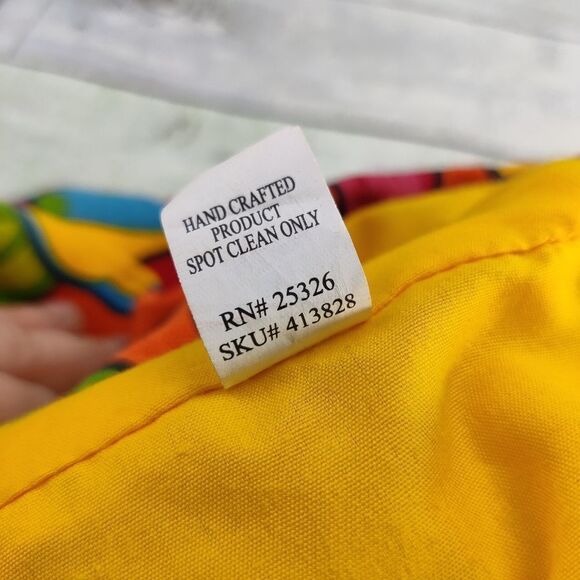 HAND CRAFTED
PRODUCT
SPOT CLEAN ONLY
RN# 25326
SKU# 413828